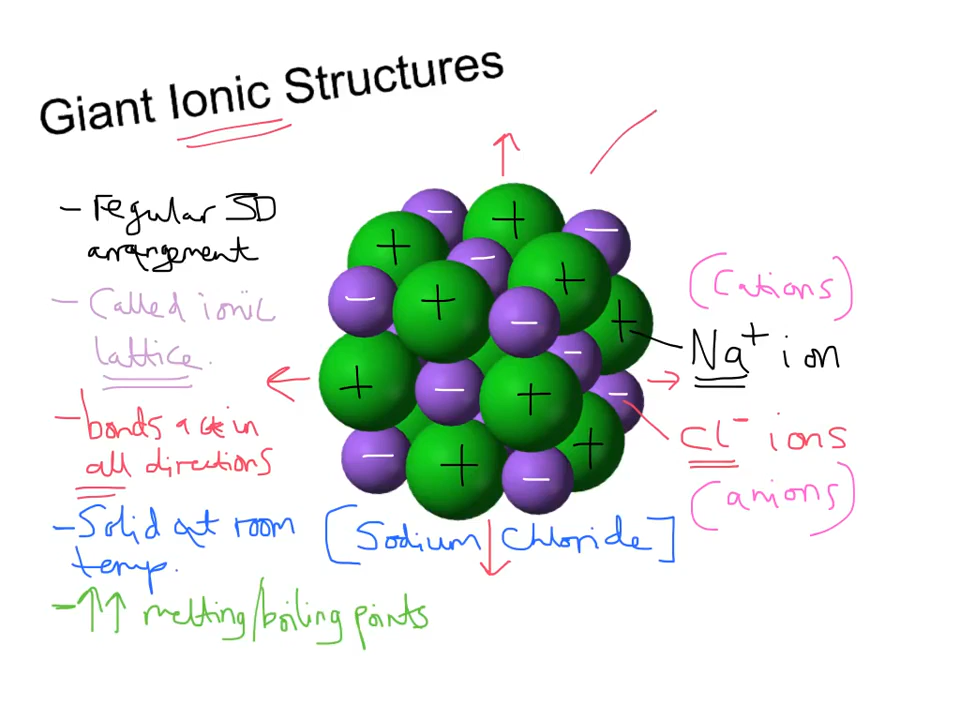 Giant Ionic Structures
- regular 3D
arrangement
- Called ionic
lattice.
- bonds act in
all directions
- Solid at room
temp.
- ↑↑ melting/boiling points
(Cations)
Na+ ion
Cl- ions
(anions)
[Sodium Chloride]
+
-
+
-
+
-
+
-
+
-
+
-
+
-
+
-
-
+
+
-